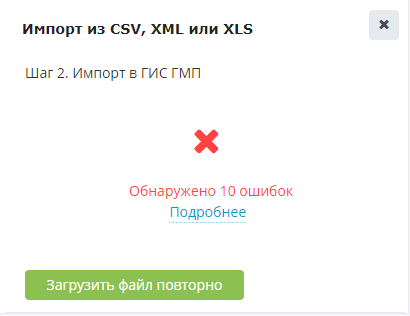 Импорт из CSV, XML или XLS
Шаг 2. Импорт в ГИС ГМП
Обнаружено 10 ошибок
Подробнее
Загрузить файл повторно